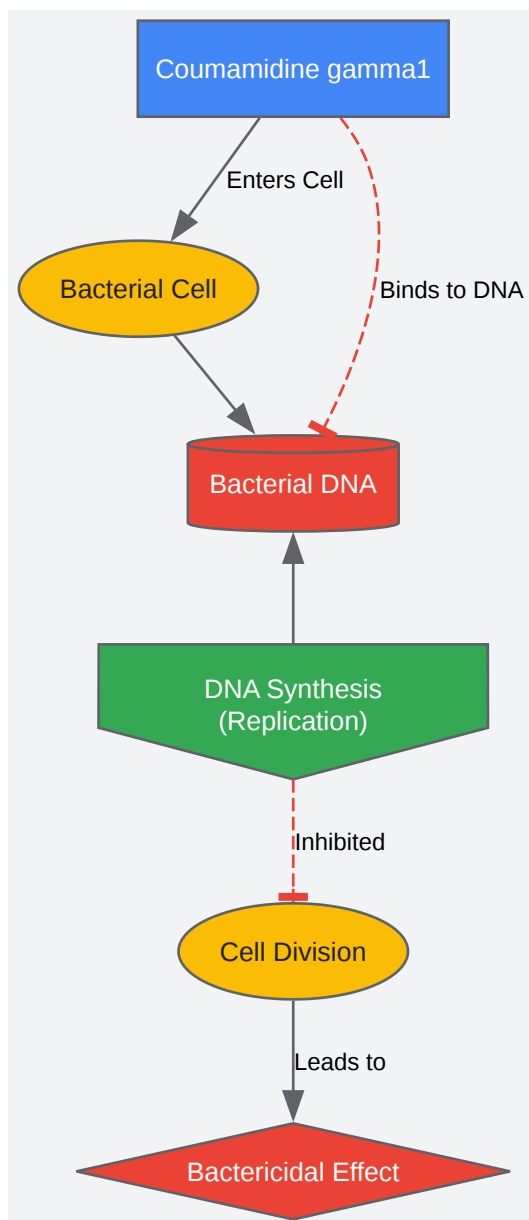 Coumamidine gamma1
Enters Cell
Bacterial Cell
Binds to DNA
Bacterial DNA
DNA Synthesis
(Replication)
Inhibited
Cell Division
Leads to
Bactericidal Effect